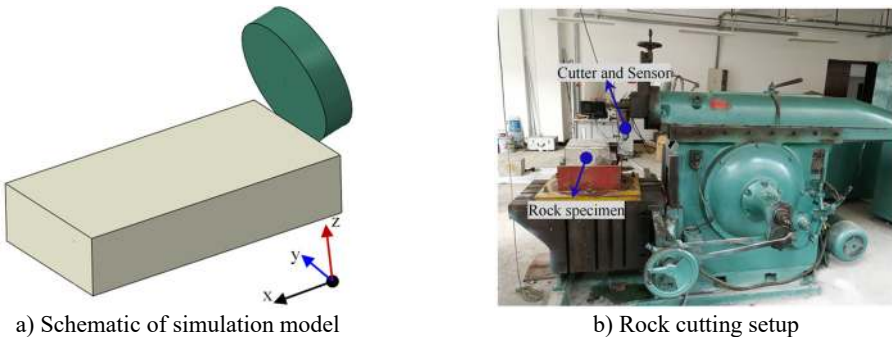 z
y
x
a) Schematic of simulation model
Cutter and Sensor
Rock specimen
b) Rock cutting setup